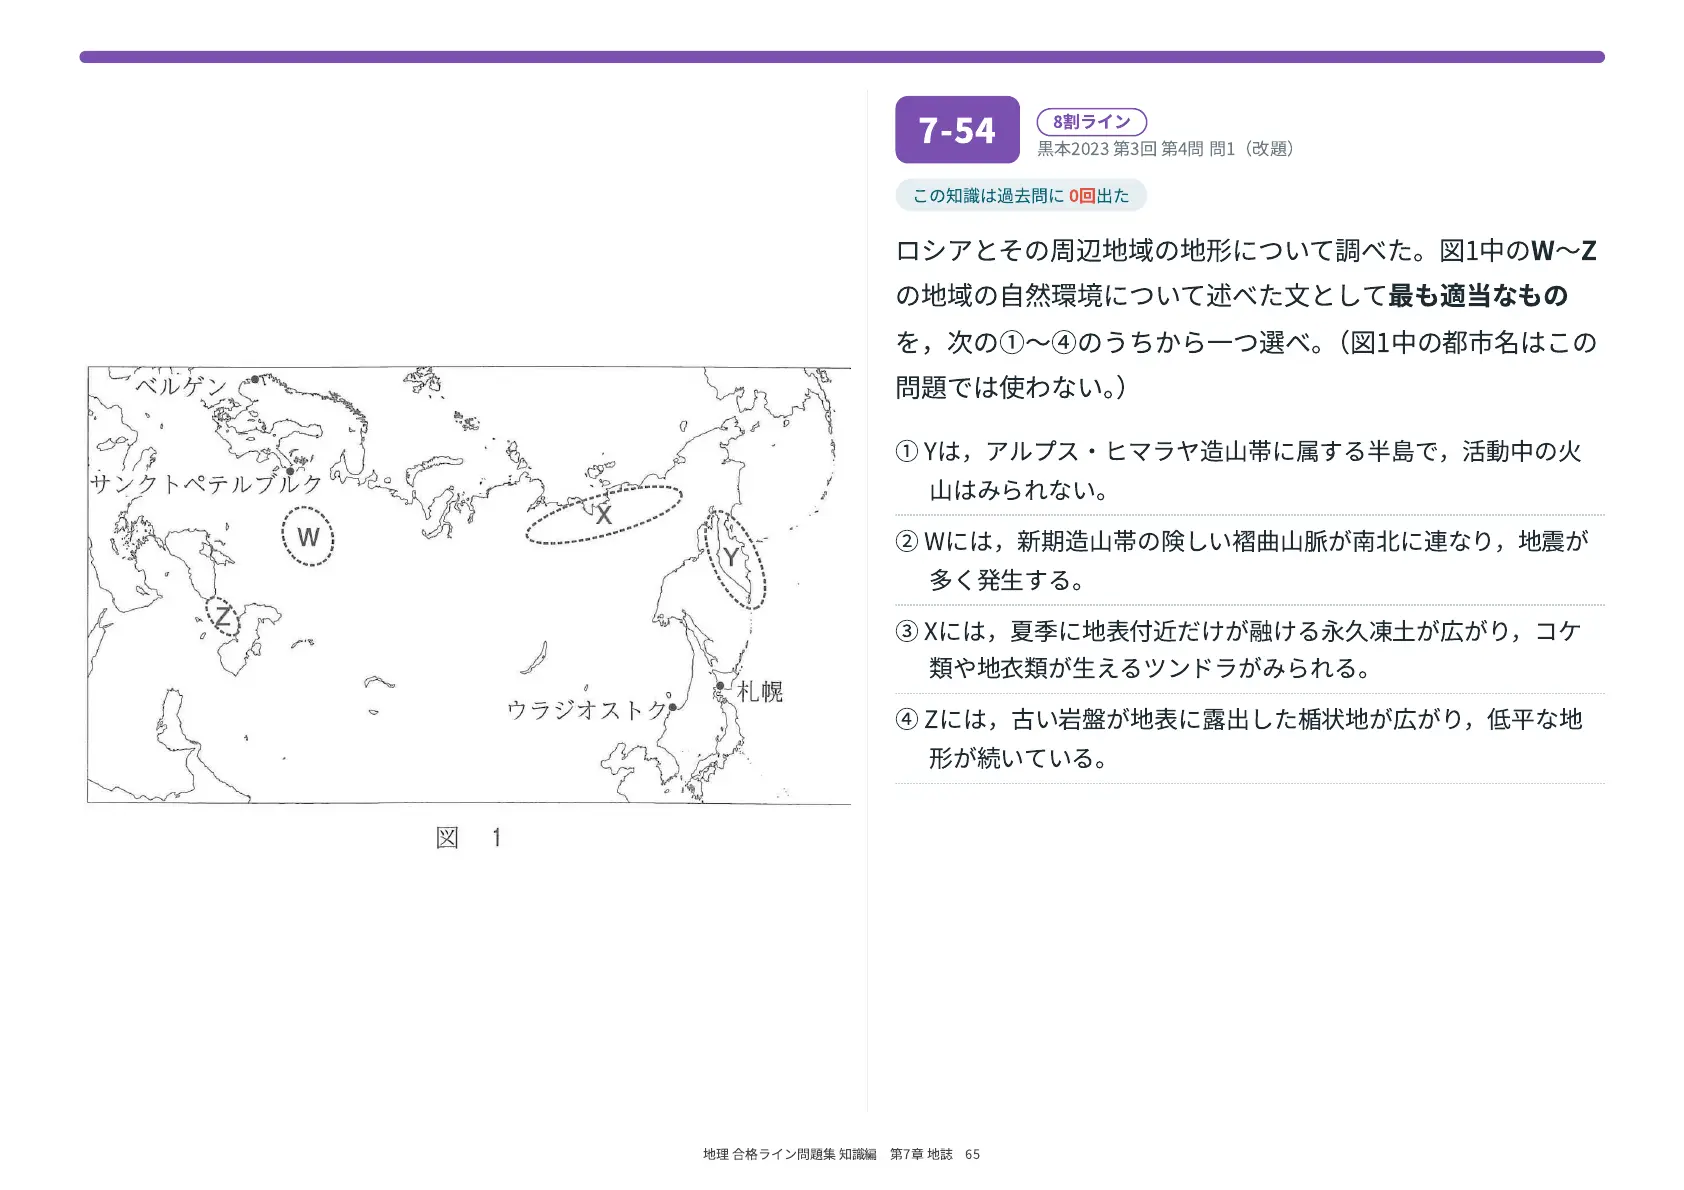 7-54
8割ライン
黒本2023 第3回 第4問 問1（改題）
この知識は過去問に 0回出た
ロシアとその周辺地域の地形について調べた。図1中のW～Z
の地域の自然環境について述べた文として最も適当なもの
を，次の①～④のうちから一つ選べ。（図1中の都市名はこの
問題では使わない。）
① Yは，アルプス・ヒマラヤ造山帯に属する半島で，活動中の火
山はみられない。
② Wには，新期造山帯の険しい褶曲山脈が南北に連なり，地震が
多く発生する。
③ Xには，夏季に地表付近だけが融ける永久凍土が広がり，コケ
類や地衣類が生えるツンドラがみられる。
④ Zには，古い岩盤が地表に露出した楯状地が広がり，低平な地
形が続いている。
ベルゲン
サンクトペテルブルク
W
X
Y
Z
ウラジオストク
札幌
図 1
地理 合格ライン問題集 知識編 第7章 地誌 65